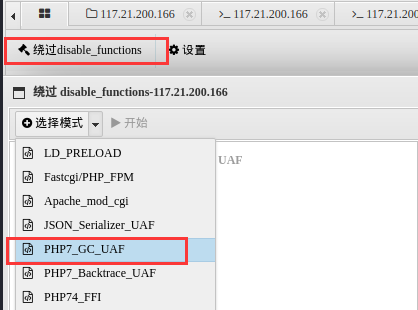 117.21.200.166 >_ 117.21.200.166 >_ 117.21.200
绕过disable_functions 设置
绕过 disable_functions-117.21.200.166
选择模式 开始
UAF
LD_PRELOAD
Fastcgi/PHP_FPM
Apache_mod_cgi
JSON_Serializer_UAF
PHP7_GC_UAF
PHP7_Backtrace_UAF
PHP74_FFI